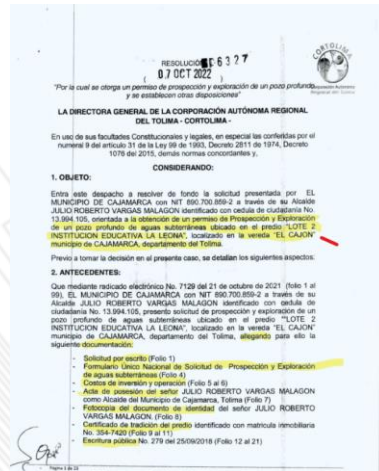 RESOLUCIÓN 6327
( 07 OCT 2022 )
"Por la cual se otorga un permiso de prospección y exploración de un pozo profundo
y se establecen otras disposiciones"
CORTOLIMA
Corporación Autónoma
Regional del Tolima
LA DIRECTORA GENERAL DE LA CORPORACIÓN AUTÓNOMA REGIONAL
DEL TOLIMA - CORTOLIMA -
En uso de sus facultades Constitucionales y legales, en especial las conferidas por el
numeral 9 del artículo 31 de la Ley 99 de 1993, Decreto 2811 de 1974, Decreto
1076 del 2015, demás normas concordantes y,
CONSIDERANDO:
1. OBJETO:
Entra este despacho a resolver de fondo la solicitud presentada por EL
MUNICIPIO DE CAJAMARCA con NIT 890.700.859-2 a través de su Alcalde
JULIO ROBERTO VARGAS MALAGON identificado con cedula de ciudadanía No.
13.994.105, orientada a la obtención de un permiso de Prospección y Exploración
de un pozo profundo de aguas subterráneas ubicado en el predio "LOTE 2
INSTITUCION EDUCATIVA LA LEONA", localizado en la vereda "EL CAJON"
municipio de CAJAMARCA, departamento del Tolima.
Previo a tomar la decisión en el presente caso, se detallan los siguientes aspectos:
2. ANTECEDENTES:
Que mediante radicado electrónico No. 7129 del 21 de octubre de 2021 (folio 1 al
99), EL MUNICIPIO DE CAJAMARCA con NIT 890.700.859-2 a través de su
Alcalde JULIO ROBERTO VARGAS MALAGON identificado con cedula de
ciudadanía No. 13.994.105, presento solicitud de prospección y exploración de un
pozo profundo de aguas subterráneas ubicado en el predio ""LOTE 2
INSTITUCION EDUCATIVA LA LEONA", localizado en la vereda "EL CAJON"
municipio de CAJAMARCA, departamento del Tolima, allegando para ello la
siguiente documentación:
- Solicitud por escrito (Folio 1)
- Formulario Único Nacional de Solicitud de Prospección y Exploración
de aguas subterráneas (Folio 4)
- Costos de inversión y operación (Folio 5 al 6)
- Acta de posesión del señor JULIO ROBERTO VARGAS MALAGON
como Alcalde del Municipio de Cajamarca, Tolima (Folio 7)
- Fotocopia del documento de identidad del señor JULIO ROBERTO
VARGAS MALAGON. (Folio 8)
- Certificado de tradición del predio identificado con matricula inmobiliaria
No. 354-7420 (Folio 9 al 11)
- Escritura pública No. 279 del 25/09/2018 (Folio 12 al 21)